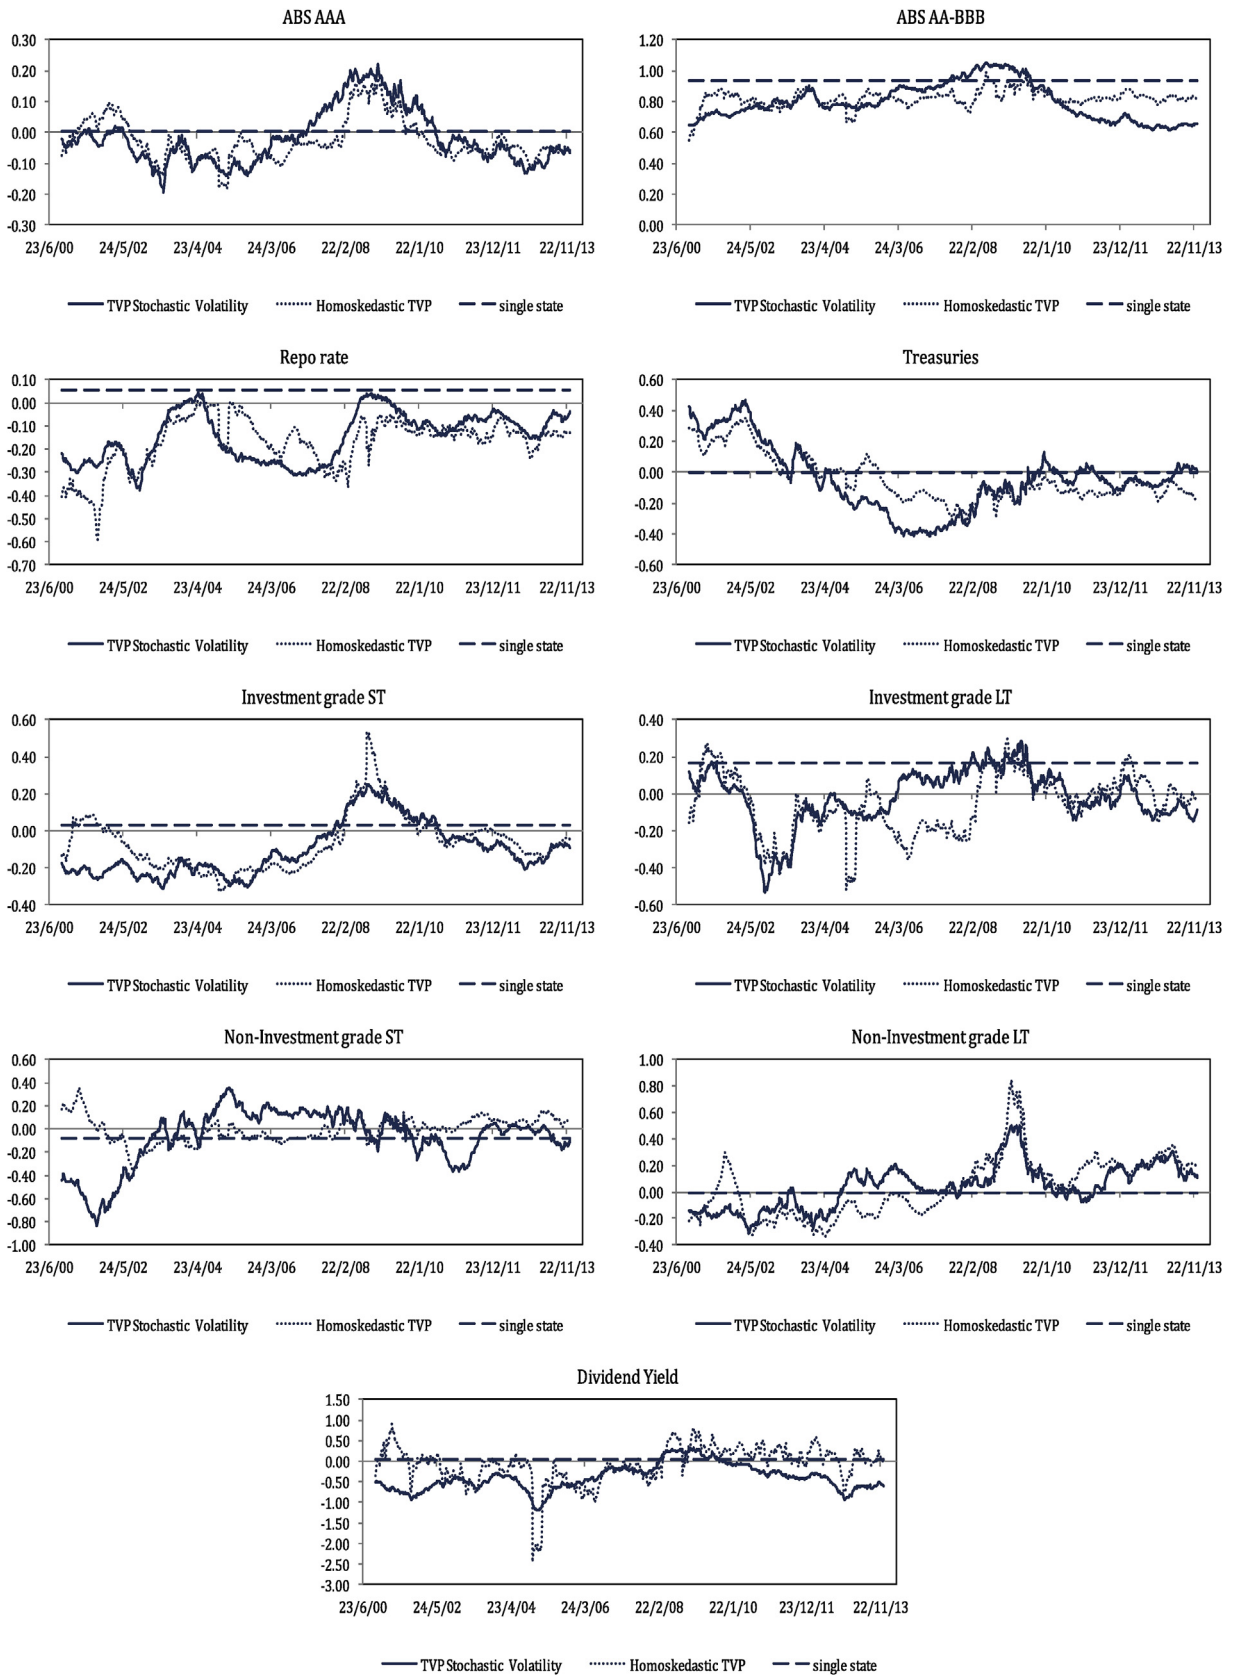 ABS AAA
0.30
0.20
0.10
0.00
-0.10
-0.20
-0.30
23/6/00 24/5/02 23/4/04 24/3/06 22/2/08 22/1/10 23/12/11 22/11/13
TVP Stochastic Volatility Homoskedastic TVP single state
ABS AA-BBB
1.20
1.00
0.80
0.60
0.40
0.20
0.00
23/6/00 24/5/02 23/4/04 24/3/06 22/2/08 22/1/10 23/12/11 22/11/13
TVP Stochastic Volatility Homoskedastic TVP single state
Repo rate
0.10
0.00
-0.10
-0.20
-0.30
-0.40
-0.50
-0.60
-0.70
23/6/00 24/5/02 23/4/04 24/3/06 22/2/08 22/1/10 23/12/11 22/11/13
TVP Stochastic Volatility Homoskedastic TVP single state
Treasuries
0.60
0.40
0.20
0.00
-0.20
-0.40
-0.60
23/6/00 24/5/02 23/4/04 24/3/06 22/2/08 22/1/10 23/12/11 22/11/13
TVP Stochastic Volatility Homoskedastic TVP single state
Investment grade ST
0.60
0.40
0.20
0.00
-0.20
-0.40
23/6/00 24/5/02 23/4/04 24/3/06 22/2/08 22/1/10 23/12/11 22/11/13
TVP Stochastic Volatility Homoskedastic TVP single state
Investment grade LT
0.40
0.20
0.00
-0.20
-0.40
-0.60
23/6/00 24/5/02 23/4/04 24/3/06 22/2/08 22/1/10 23/12/11 22/11/13
TVP Stochastic Volatility Homoskedastic TVP single state
Non-Investment grade ST
0.60
0.40
0.20
0.00
-0.20
-0.40
-0.60
-0.80
-1.00
23/6/00 24/5/02 23/4/04 24/3/06 22/2/08 22/1/10 23/12/11 22/11/13
TVP Stochastic Volatility Homoskedastic TVP single state
Non-Investment grade LT
1.00
0.80
0.60
0.40
0.20
0.00
-0.20
-0.40
23/6/00 24/5/02 23/4/04 24/3/06 22/2/08 22/1/10 23/12/11 22/11/13
TVP Stochastic Volatility Homoskedastic TVP single state
Dividend Yield
1.50
1.00
0.50
0.00
-0.50
-1.00
-1.50
-2.00
-2.50
-3.00
23/6/00 24/5/02 23/4/04 24/3/06 22/2/08 22/1/10 23/12/11 22/11/13
TVP Stochastic Volatility Homoskedastic TVP single state